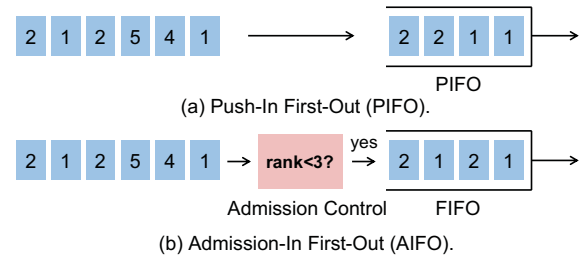 2 1 2 5 4 1
2 2 1 1
PIFO
(a) Push-In First-Out (PIFO).
2 1 2 5 4 1
rank<3?
yes
2 1 2 1
Admission Control
FIFO
(b) Admission-In First-Out (AIFO).